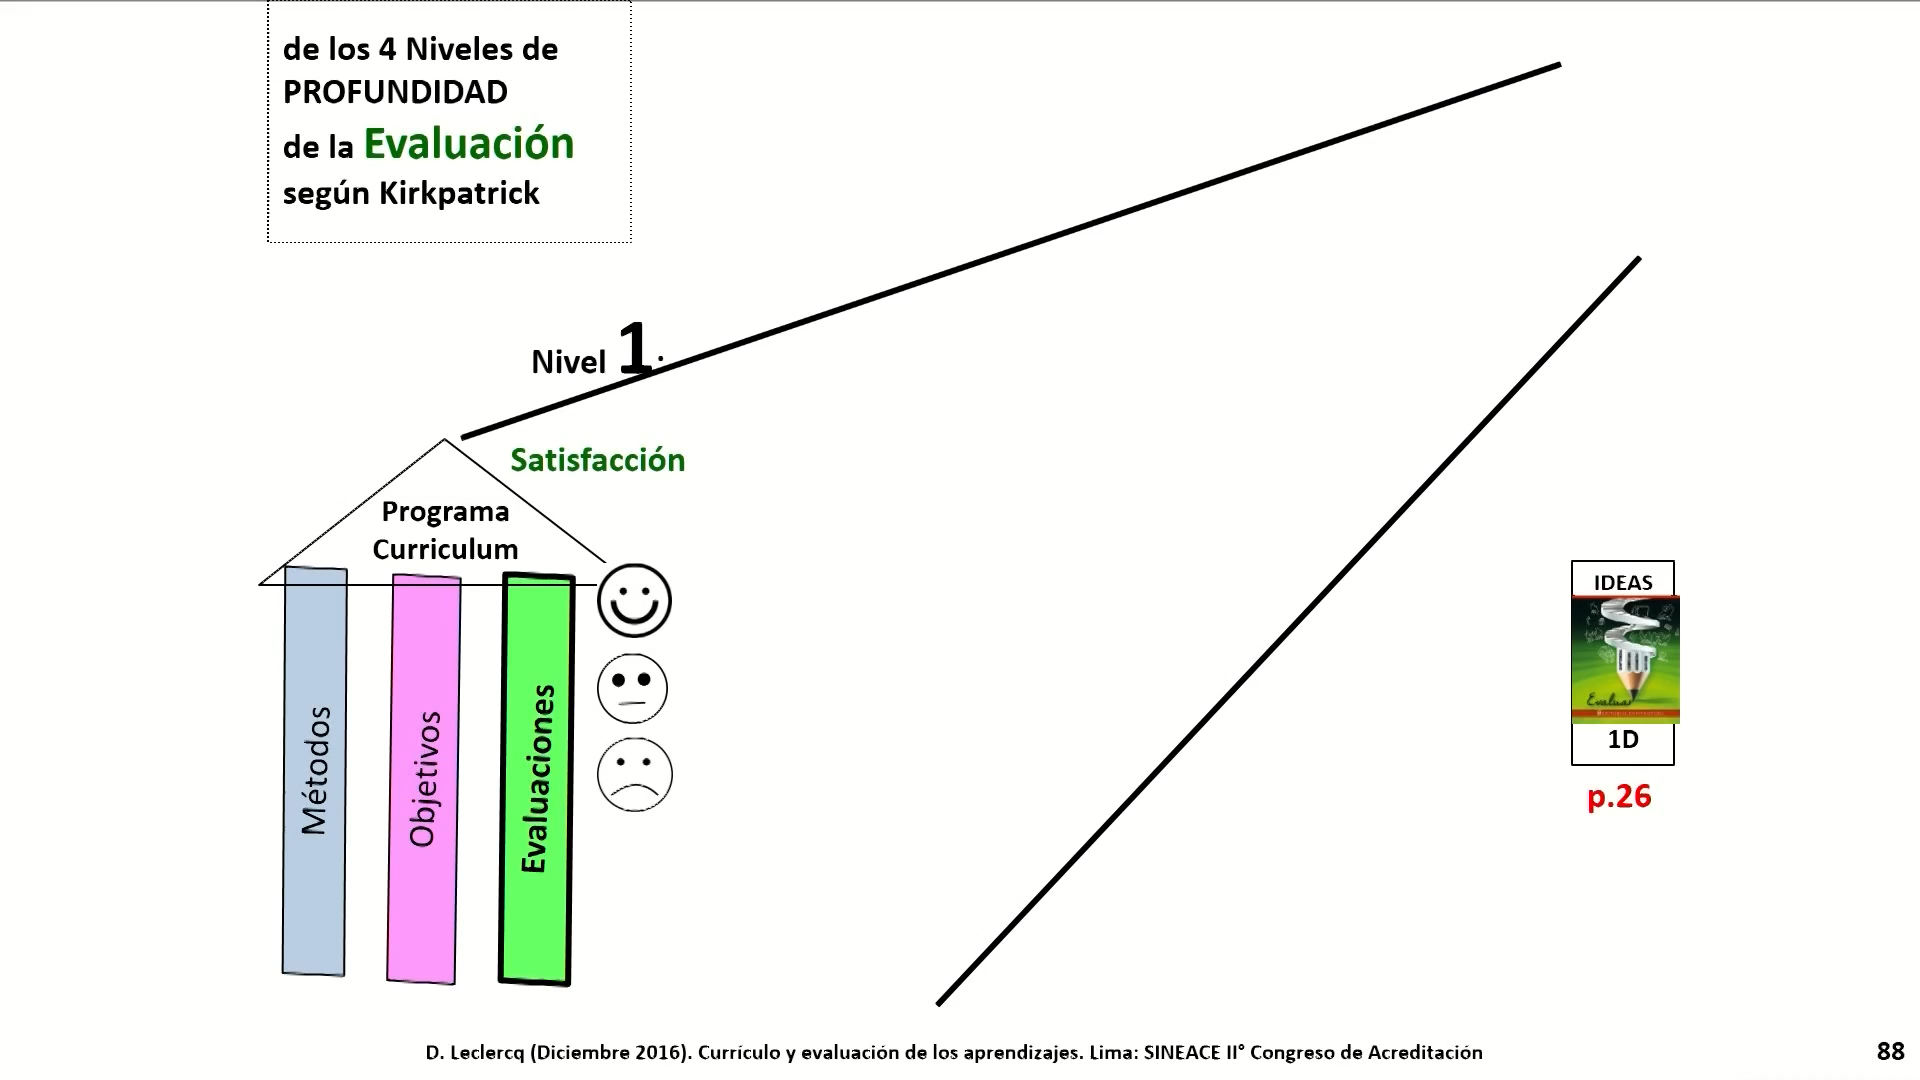 de los 4 Niveles de
PROFUNDIDAD
de la Evaluación
según Kirkpatrick
Nivel 1.
Satisfacción
Programa
Curriculum
Métodos
Objetivos
Evaluaciones
IDEAS
Evaluar
1D
p.26
D. Leclercq (Diciembre 2016). Currículo y evaluación de los aprendizajes. Lima: SINEACE II° Congreso de Acreditación
88